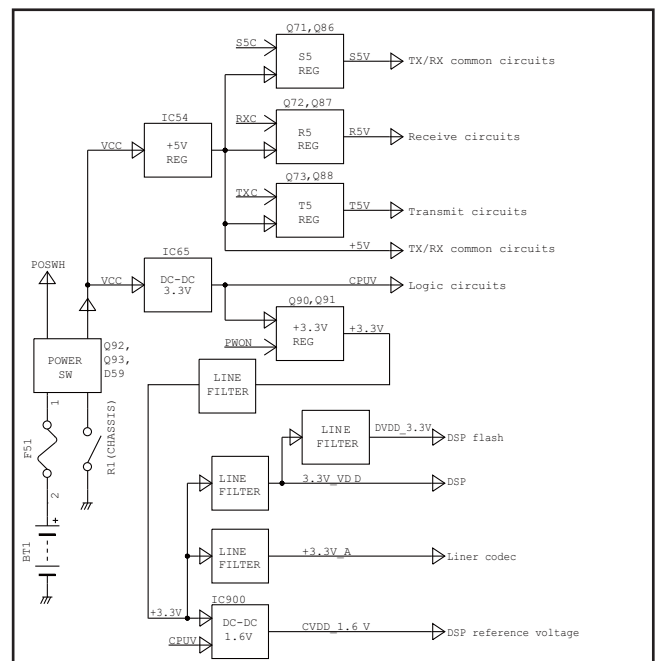 Q71,Q86
S5C
S5
REG
S5V
TX/RX common circuits
Q72,Q87
IC54
RXC
R5
REG
R5V
Receive circuits
VCC
+5V
REG
Q73,Q88
TXC
T5
REG
T5V
Transmit circuits
+5V
TX/RX common circuits
IC65
POSWH
VCC
DC-DC
3.3V
CPUV
Logic circuits
Q90,Q91
+3.3V
REG
+3.3V
PWON
POWER
SW
Q92,
Q93,
D59
LINE
FILTER
1
F51
2
R1(CHASSIS)
LINE
FILTER
DVDD_3.3V
DSP flash
LINE
FILTER
3.3V_VDD
DSP
+
BT1
LINE
FILTER
+3.3V_A
Liner codec
IC900
+3.3V
DC-DC
1.6V
CVDD_1.6 V
DSP reference voltage
CPUV